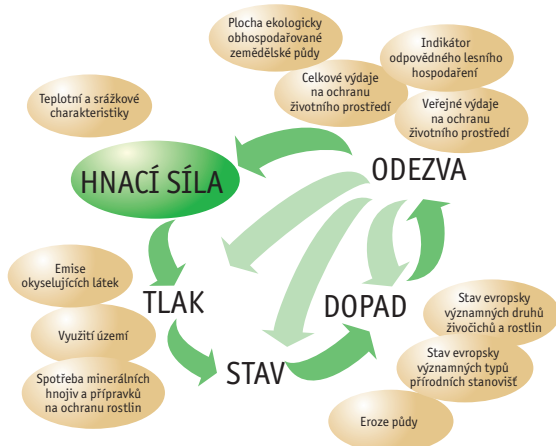 Plocha ekologicky
obhospodařované
zemědělské půdy
Indikátor
odpovědného lesního
hospodaření
Celkové výdaje
na ochranu
životního prostředí
Veřejné výdaje
na ochranu
životního prostředí
Teplotní a srážkové
charakteristiky
HNACÍ SÍLA
ODEZVA
Emise
okyselujících látek
TLAK
DOPAD
Využití území
Stav evropsky
významných druhů
živočichů a rostlin
Spotřeba minerálních
hnojiv a přípravků
na ochranu rostlin
STAV
Stav evropsky
významných typů
přírodních stanovišť
Eroze půdy